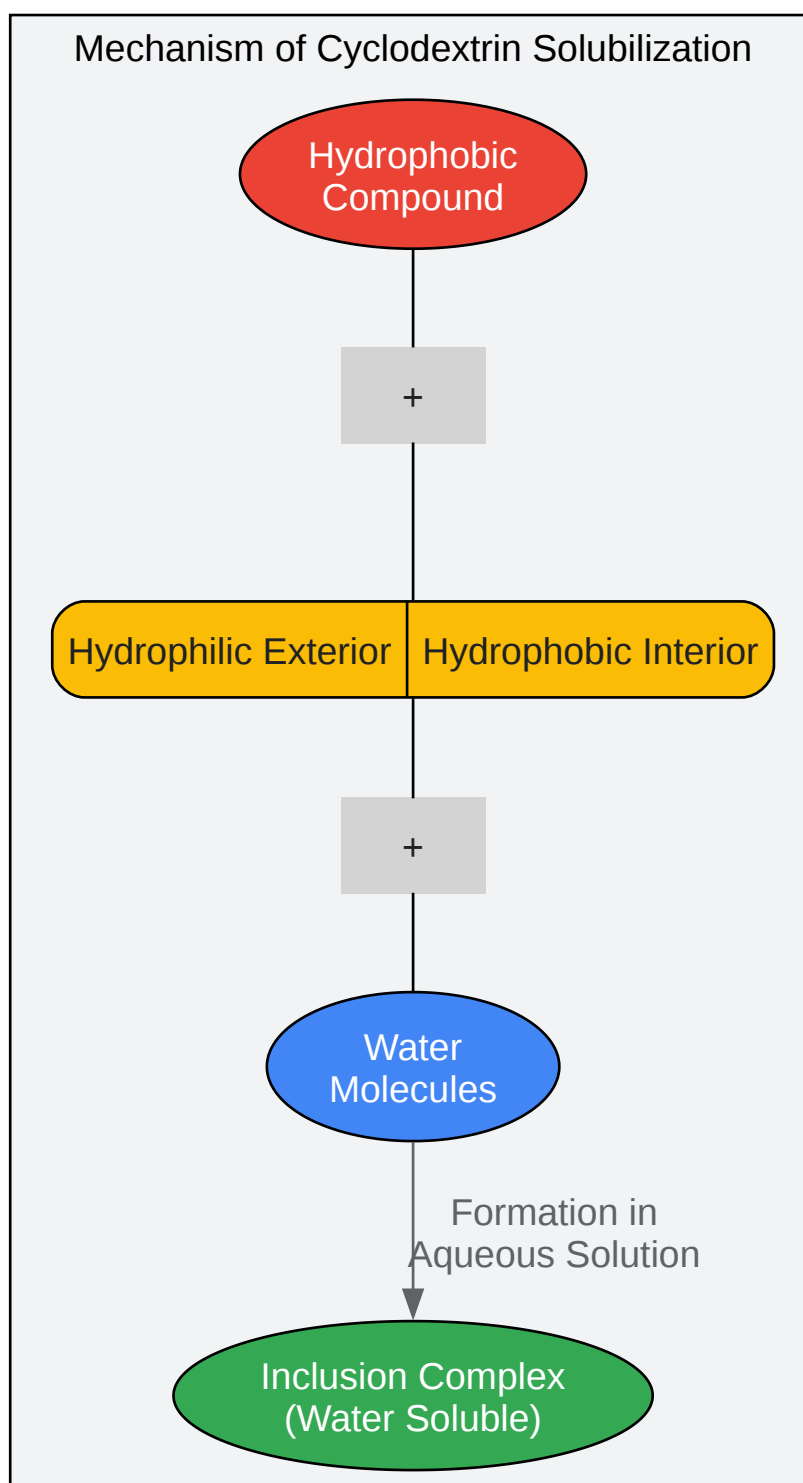 Mechanism of Cyclodextrin Solubilization
Hydrophobic
Compound
+
Hydrophilic Exterior
Hydrophobic Interior
+
Water
Molecules
Formation in
Aqueous Solution
Inclusion Complex
(Water Soluble)